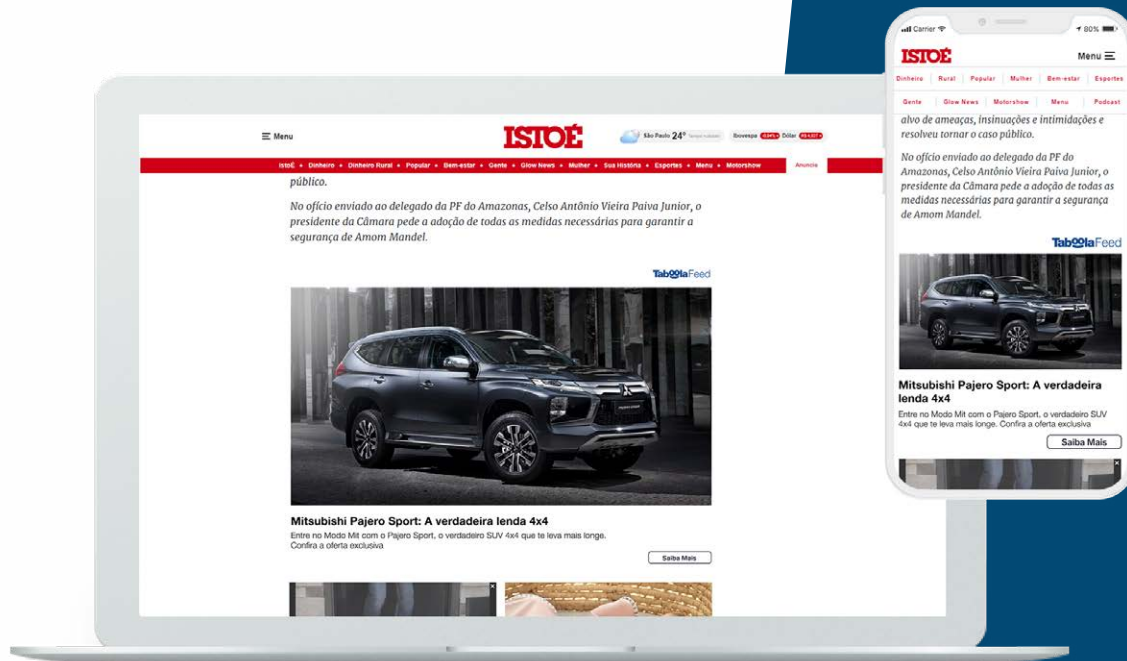 Menu
ISTOÉ
São Paulo 24°
Ibovespa
Dólar
IstoÉ • Dinheiro • Dinheiro Rural • Popular • Bem-estar • Gente • Glow News • Mulher • Sua História • Esportes • Menu • Motorshow
Anuncie
público.
No ofício enviado ao delegado da PF do Amazonas, Celso Antônio Vieira Paiva Junior, o
presidente da Câmara pede a adoção de todas as medidas necessárias para garantir a
segurança de Amom Mandel.
Taboola Feed
Mitsubishi Pajero Sport: A verdadeira lenda 4x4
Entre no Modo Mit com o Pajero Sport, o verdadeiro SUV 4x4 que te leva mais longe.
Confira a oferta exclusiva
Saiba Mais
Carrier
80%
ISTOÉ
Menu
Dinheiro Rural Popular Mulher Bem-estar Esportes
Gente Glow News Motorshow Menu Podcast
alvo de ameaças, insinuações e intimidações e
resolveu tornar o caso público.
No ofício enviado ao delegado da PF do
Amazonas, Celso Antônio Vieira Paiva Junior, o
presidente da Câmara pede a adoção de todas as
medidas necessárias para garantir a segurança
de Amom Mandel.
Taboola Feed
Mitsubishi Pajero Sport: A verdadeira
lenda 4x4
Entre no Modo Mit com o Pajero Sport, o verdadeiro SUV
4x4 que te leva mais longe. Confira a oferta exclusiva
Saiba Mais